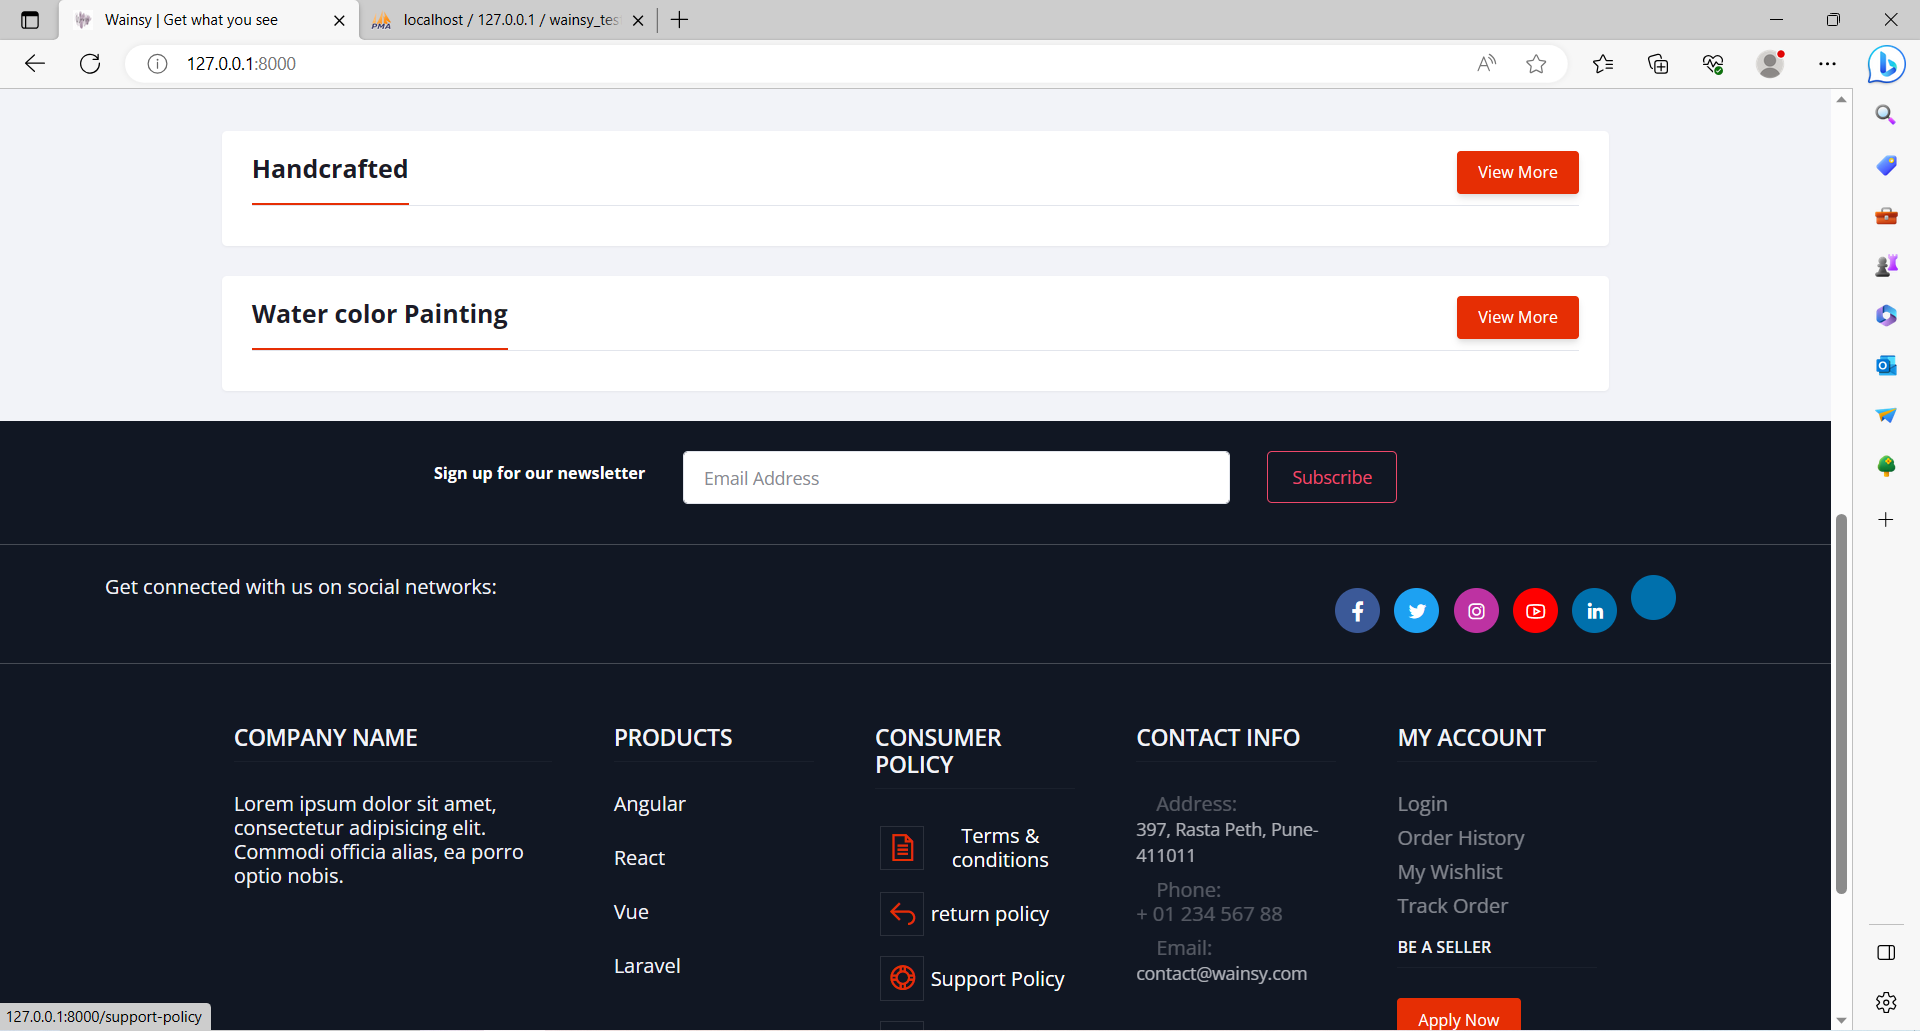 Wainsy | Get what you see
PMA
localhost / 127.0.0.1 / wainsy_tes
127.0.0.1:8000
Handcrafted
View More
Water color Painting
View More
Sign up for our newsletter
Email Address
Subscribe
Get connected with us on social networks:
COMPANY NAME
Lorem ipsum dolor sit amet,
consectetur adipisicing elit.
Commodi officia alias, ea porro
optio nobis.
PRODUCTS
Angular
React
Vue
Laravel
CONSUMER
POLICY
Terms &
conditions
return policy
Support Policy
CONTACT INFO
Address:
397, Rasta Peth, Pune-
411011
Phone:
+ 01 234 567 88
Email:
contact@wainsy.com
MY ACCOUNT
Login
Order History
My Wishlist
Track Order
BE A SELLER
Apply Now
127.0.0.1:8000/support-policy